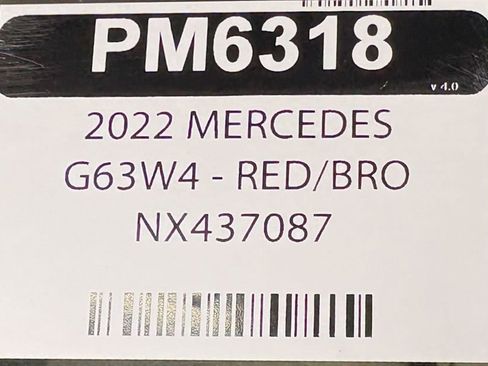 PM6318
v 4.0
2022 MERCEDES
G63W4 - RED/BRO
NX437087